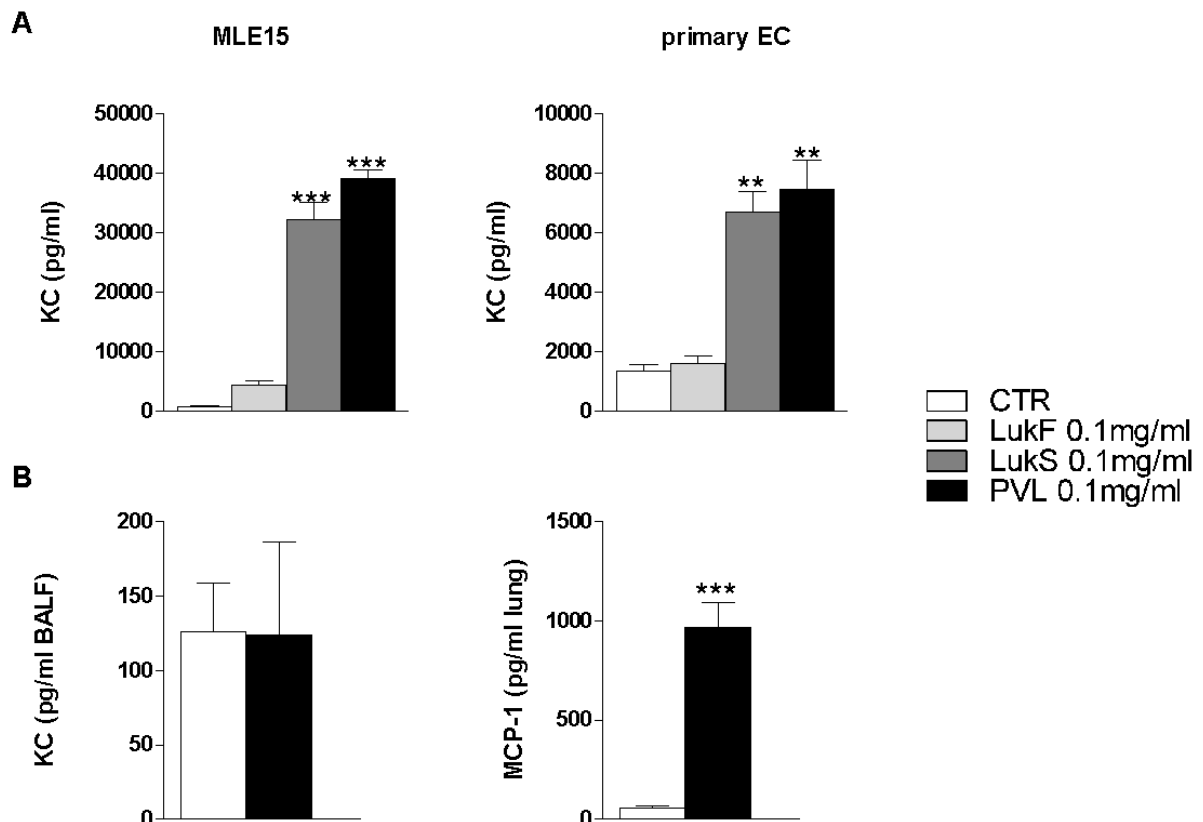 A
MLE15
primary EC
KC (pg/ml)
50000
40000
30000
20000
10000
0
***
***
KC (pg/ml)
10000
8000
6000
4000
2000
0
**
**
CTR
LukF 0.1mg/ml
LukS 0.1mg/ml
PVL 0.1mg/ml
B
KC (pg/ml BALF)
200
150
100
50
0
MCP-1 (pg/ml lung)
1500
1000
500
0
***